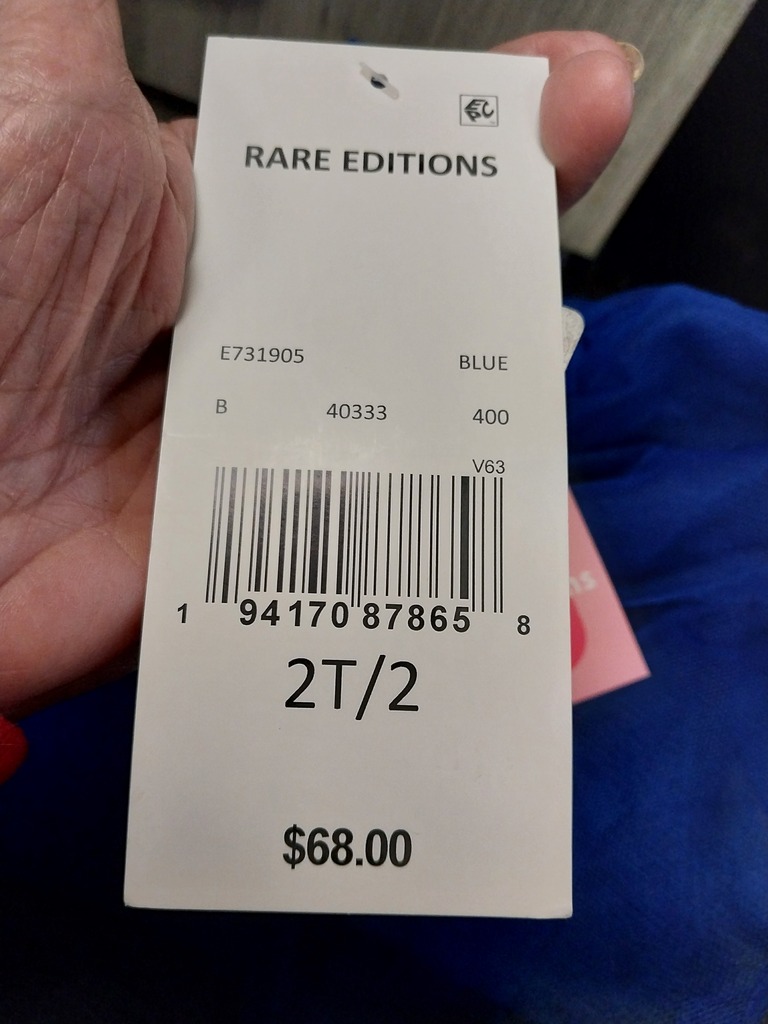 RARE EDITIONS
E731905 BLUE
B 40333 400
V63
1 94170 87865 8
2T/2
$68.00